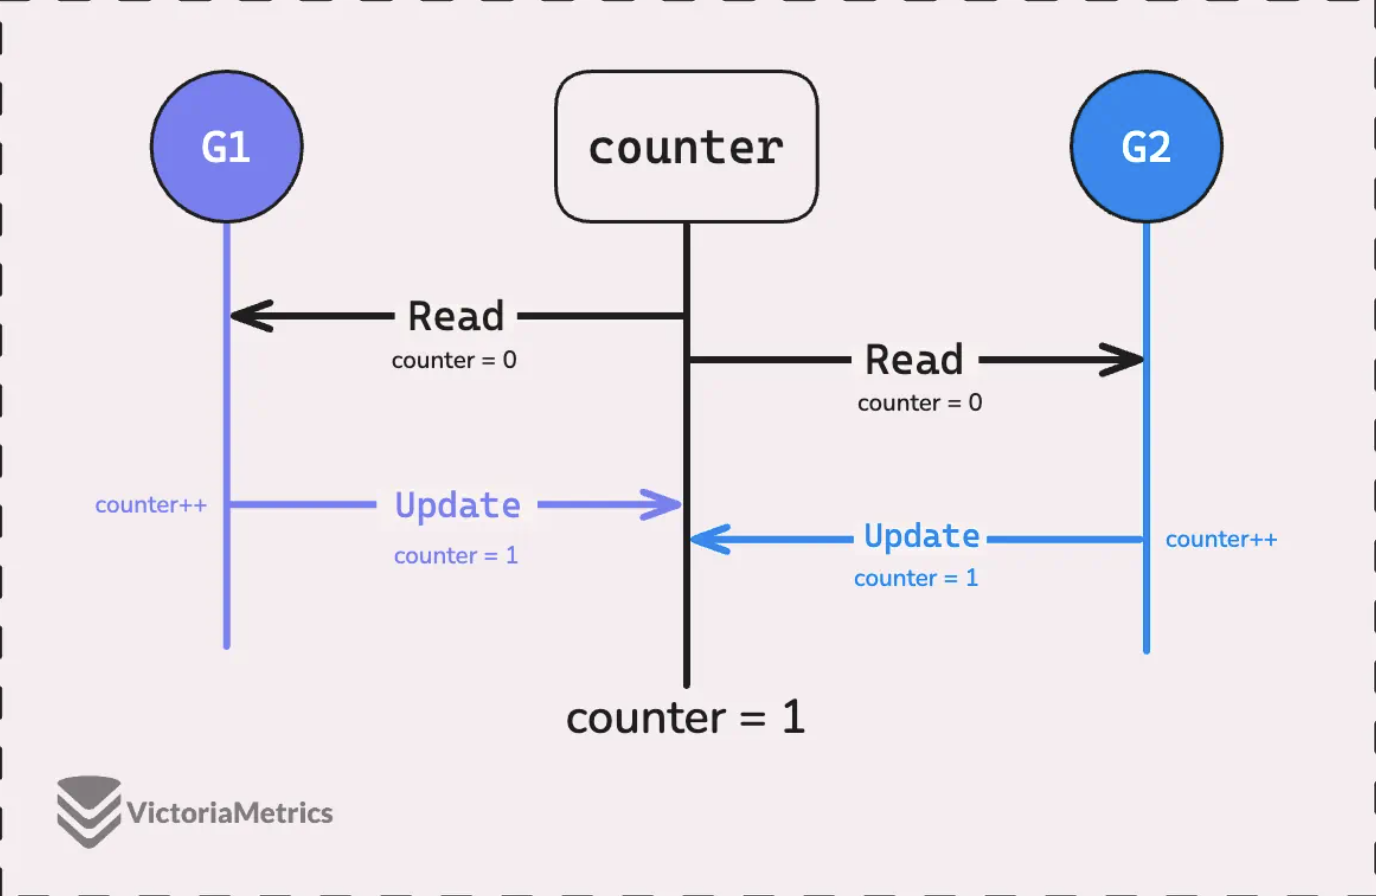 G1
counter
G2
Read
counter = 0
Read
counter = 0
counter++
Update
counter = 1
Update
counter = 1
counter++
counter = 1
VictoriaMetrics